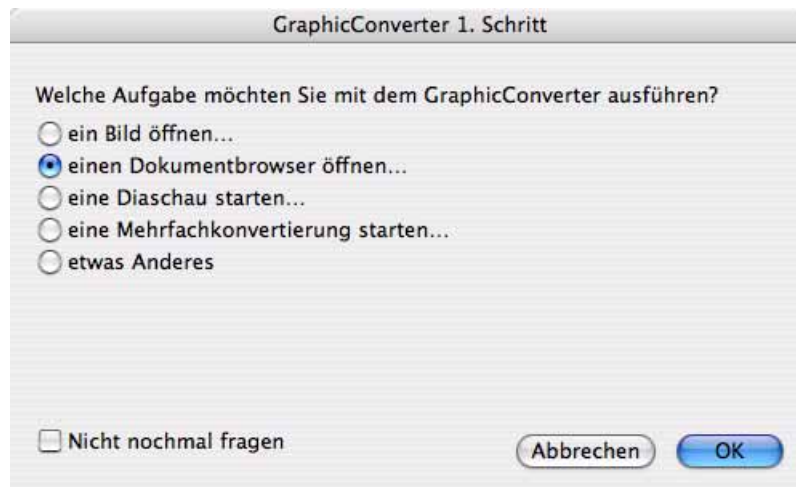 GraphicConverter 1. Schritt
Welche Aufgabe möchten Sie mit dem GraphicConverter ausführen?
ein Bild öffnen...
einen Dokumentbrowser öffnen...
eine Diaschau starten...
eine Mehrfachkonvertierung starten...
etwas Anderes
Nicht nochmal fragen
Abbrechen
OK